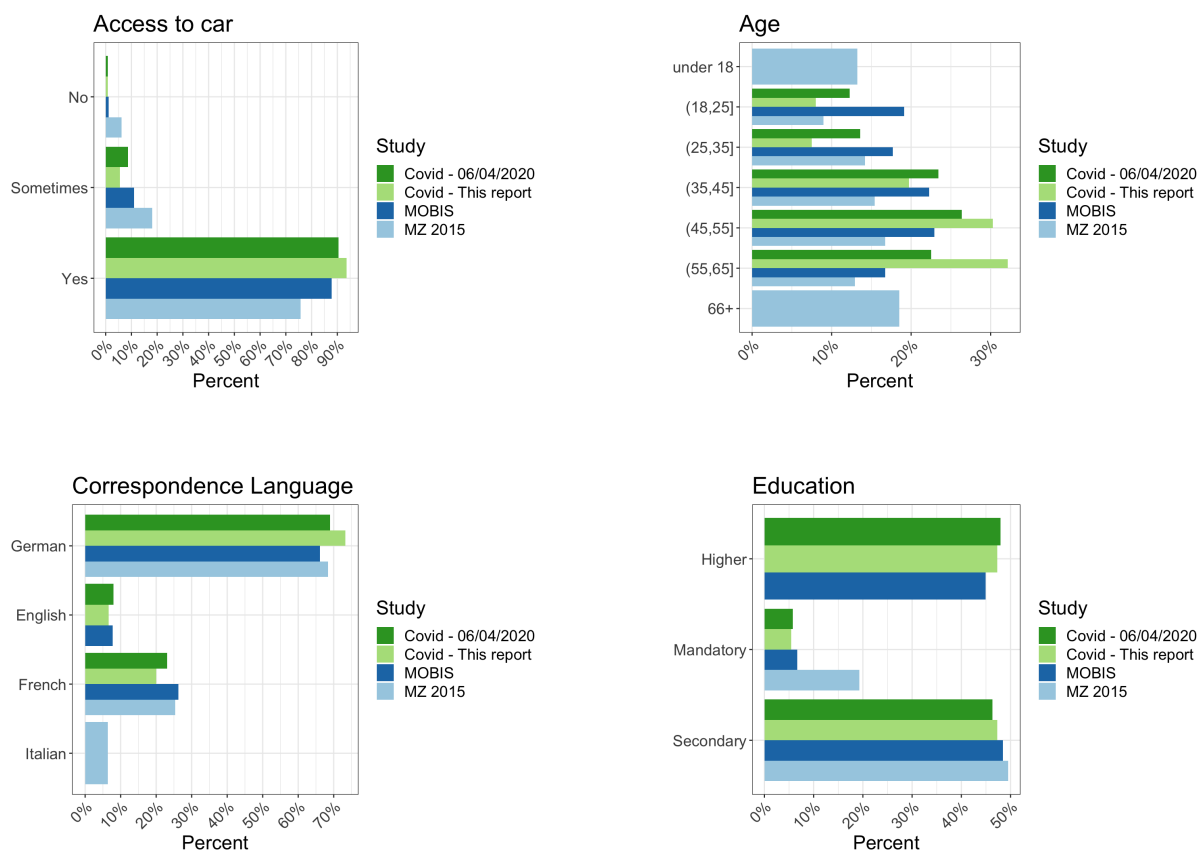 Access to car
No
Sometimes
Yes
0% 10% 20% 30% 40% 50% 60% 70% 80% 90%
Percent
Study
Covid - 06/04/2020
Covid - This report
MOBIS
MZ 2015
Age
under 18
(18,25]
(25,35]
(35,45]
(45,55]
(55,65]
66+
0% 10% 20% 30%
Percent
Study
Covid - 06/04/2020
Covid - This report
MOBIS
MZ 2015
Correspondence Language
German
English
French
Italian
0% 10% 20% 30% 40% 50% 60% 70%
Percent
Study
Covid - 06/04/2020
Covid - This report
MOBIS
MZ 2015
Education
Higher
Mandatory
Secondary
0% 10% 20% 30% 40% 50%
Percent
Study
Covid - 06/04/2020
Covid - This report
MOBIS
MZ 2015